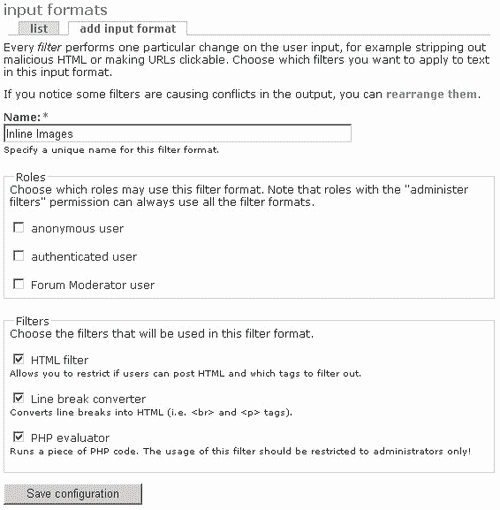 input formats
list
add input format
Every filter performs one particular change on the user input, for example stripping out
malicious HTML or making URLs clickable. Choose which filters you want to apply to text
in this input format.
If you notice some filters are causing conflicts in the output, you can rearrange them.
Name:*
Inline Images
Specify a unique name for this filter format.
Roles
Choose which roles may use this filter format. Note that roles with the "administer
filters" permission can always use all the filter formats.
anonymous user
authenticated user
Forum Moderator user
Filters
Choose the filters that will be used in this filter format.
HTML filter
Allows you to restrict if users can post HTML and which tags to filter out.
Line break converter
Converts line breaks into HTML (i.e. <br> and <p> tags).
PHP evaluator
Runs a piece of PHP code. The usage of this filter should be restricted to administrators only!
Save configuration